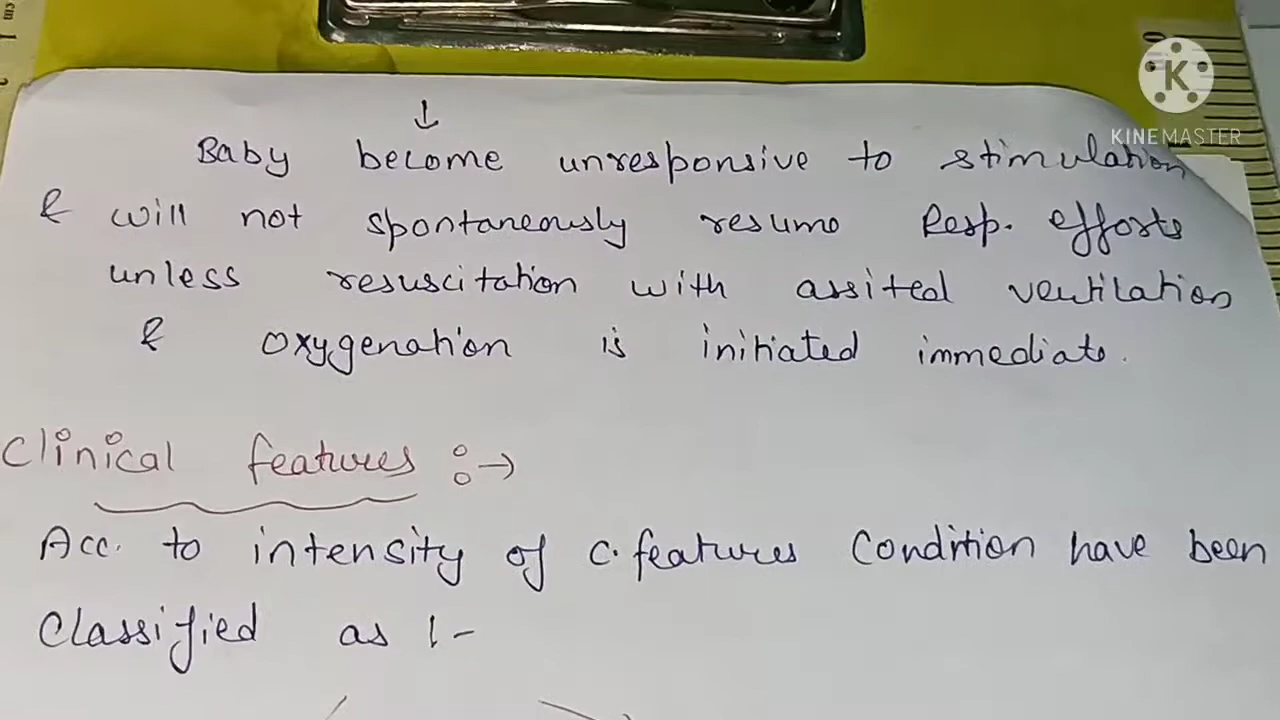 K
KINEMASTER
↓
Baby become unresponsive to stimulation
& will not spontaneously resume Resp. efforts
unless resuscitation with assited ventilation
& oxygenation is initiated immediate.
Clinical features :→
Acc. to intensity of c. features Condition have been
Classified as :-